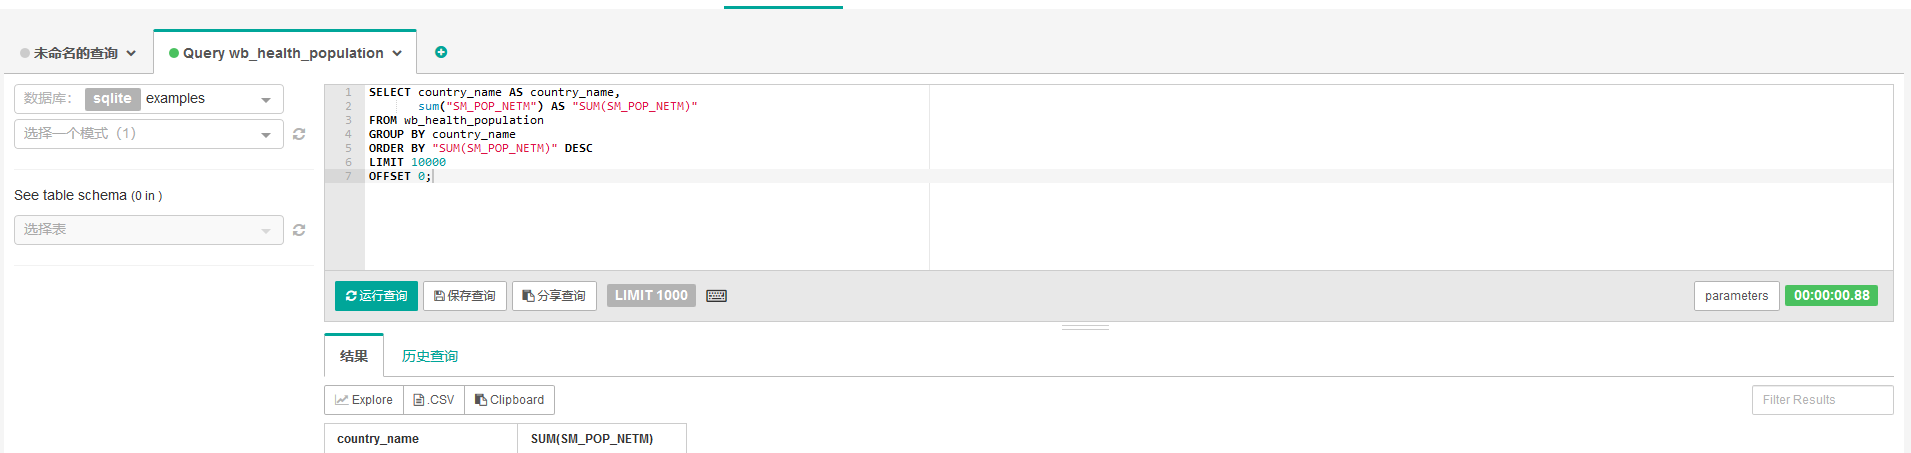 未命名的查询
Query wb_health_population
数据库： sqlite examples
选择一个模式（1）
See table schema (0 in )
选择表
1 SELECT country_name AS country_name,
2 sum("SM_POP_NETM") AS "SUM(SM_POP_NETM)"
3 FROM wb_health_population
4 GROUP BY country_name
5 ORDER BY "SUM(SM_POP_NETM)" DESC
6 LIMIT 10000
7 OFFSET 0;
运行查询 保存查询 分享查询 LIMIT 1000 parameters 00:00:00.88
结果 历史查询
Explore .CSV Clipboard Filter Results
country_name SUM(SM_POP_NETM)